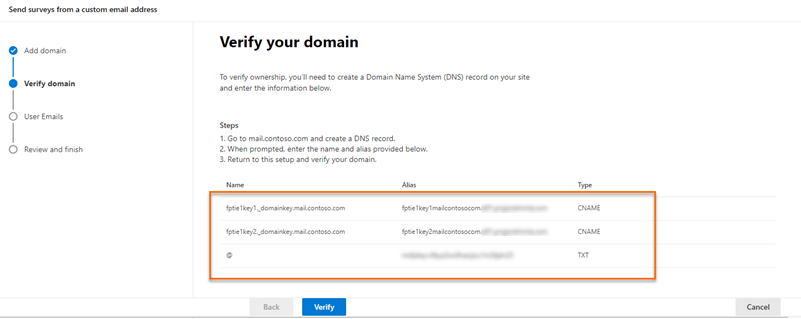 Send surveys from a custom email address
Add domain
Verify domain
User Emails
Review and finish
Verify your domain
To verify ownership, you'll need to create a Domain Name System (DNS) record on your site
and enter the information below.
Steps
1. Go to mail.contoso.com and create a DNS record.
2. When prompted, enter the name and alias provided below.
3. Return to this setup and verify your domain.
Name Alias Type
fptie1key1._domainkey.mail.contoso.com fptie1key1mailcontosocom. CNAME
fptie1key2._domainkey.mail.contoso.com fptie1key2mailcontosocom. CNAME
@ TXT
Back Verify Cancel